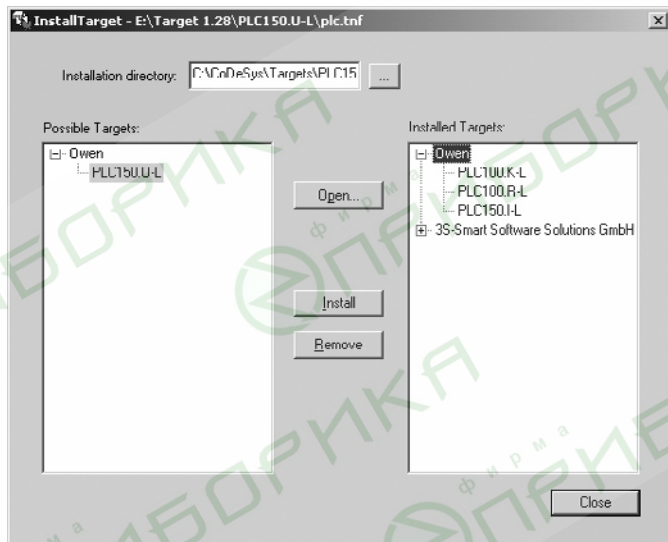 InstallTarget - E:\Target 1.28\PLC150.U-L\plc.tnf
Installation directory: C:\CoDeSys\Targets\PLC15 ...
Possible Targets:
Owen
PLC150.U-L
Open...
Install
Remove
Installed Targets:
Owen
PLC100.K-L
PLC100.R-L
PLC150.I-L
3S-Smart Software Solutions GmbH
Close
фирма
ПРИБОРИКА